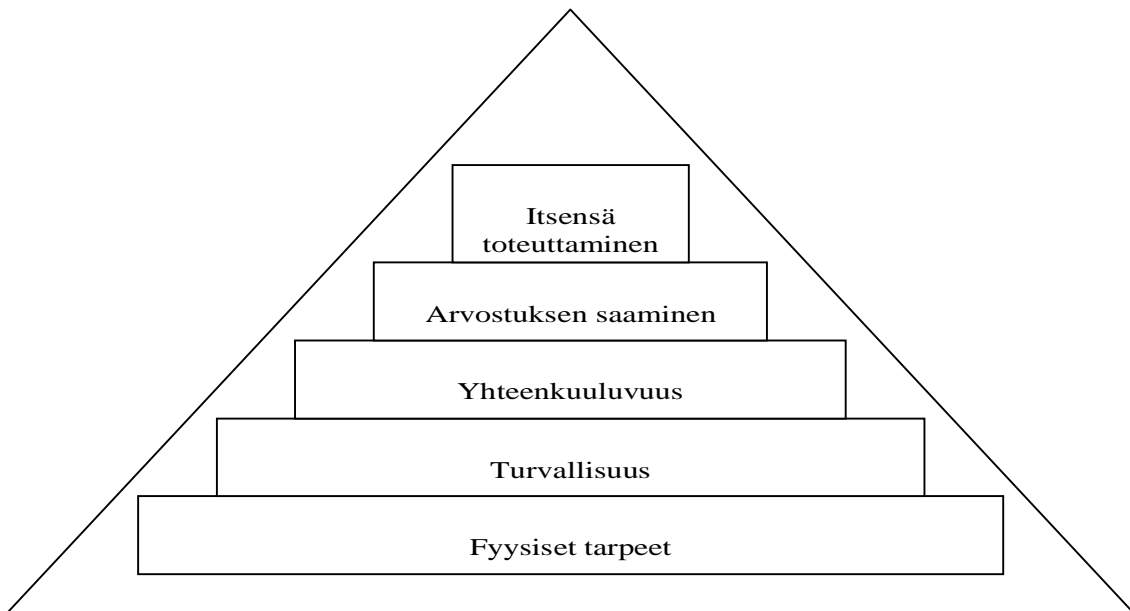 Itsensä
toteuttaminen
Arvostuksen saaminen
Yhteenkuuluvuus
Turvallisuus
Fyysiset tarpeet